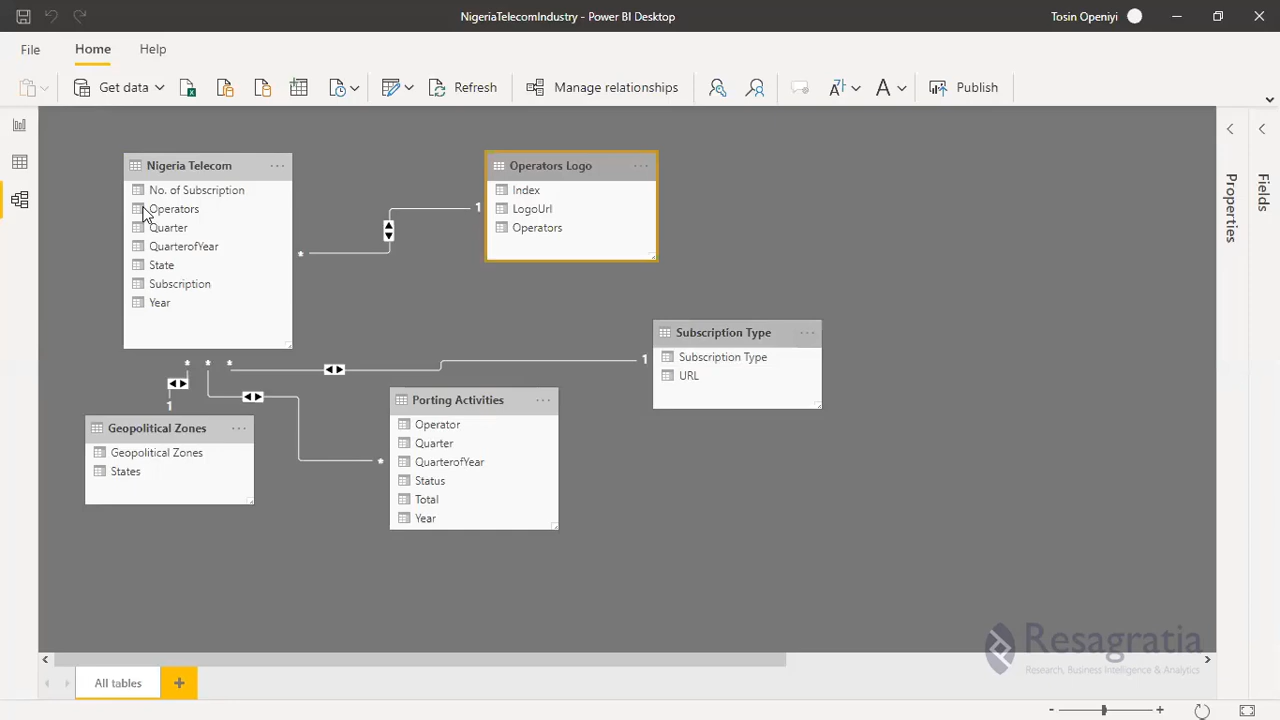 NigeriaTelecomIndustry - Power BI Desktop
Tosin Openiyi
File
Home
Help
Get data
Refresh
Manage relationships
Publish
Nigeria Telecom
No. of Subscription
Operators
Quarter
QuarterofYear
State
Subscription
Year
Operators Logo
Index
LogoUrl
Operators
1
*
Subscription Type
Subscription Type
URL
1
* * *
1
Geopolitical Zones
Geopolitical Zones
States
Porting Activities
Operator
Quarter
QuarterofYear
Status
Total
Year
*
Properties
Fields
Resagratia
Research, Business Intelligence & Analytics
All tables
+
- +